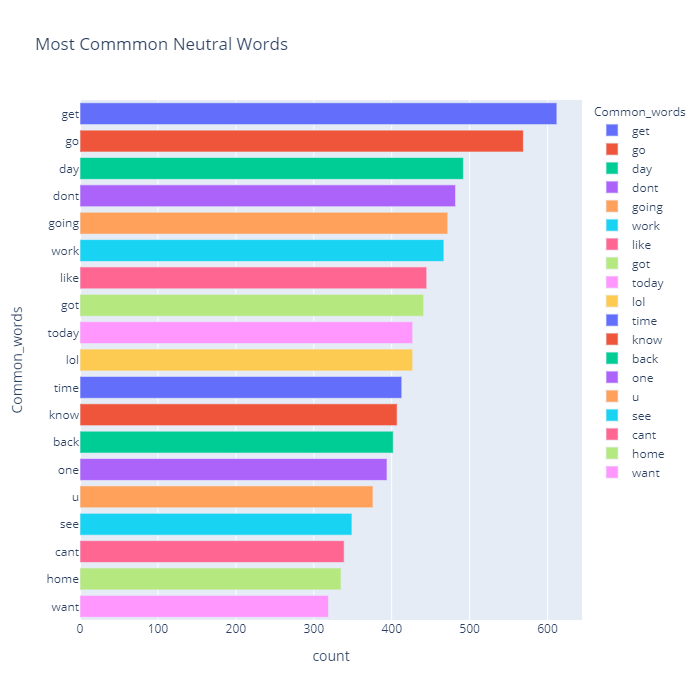 Most Commmon Neutral Words
get
go
day
dont
going
work
like
got
today
lol
time
know
back
one
u
see
cant
home
want
Common_words
0 100 200 300 400 500 600
count
Common_words
get
go
day
dont
going
work
like
got
today
lol
time
know
back
one
u
see
cant
home
want